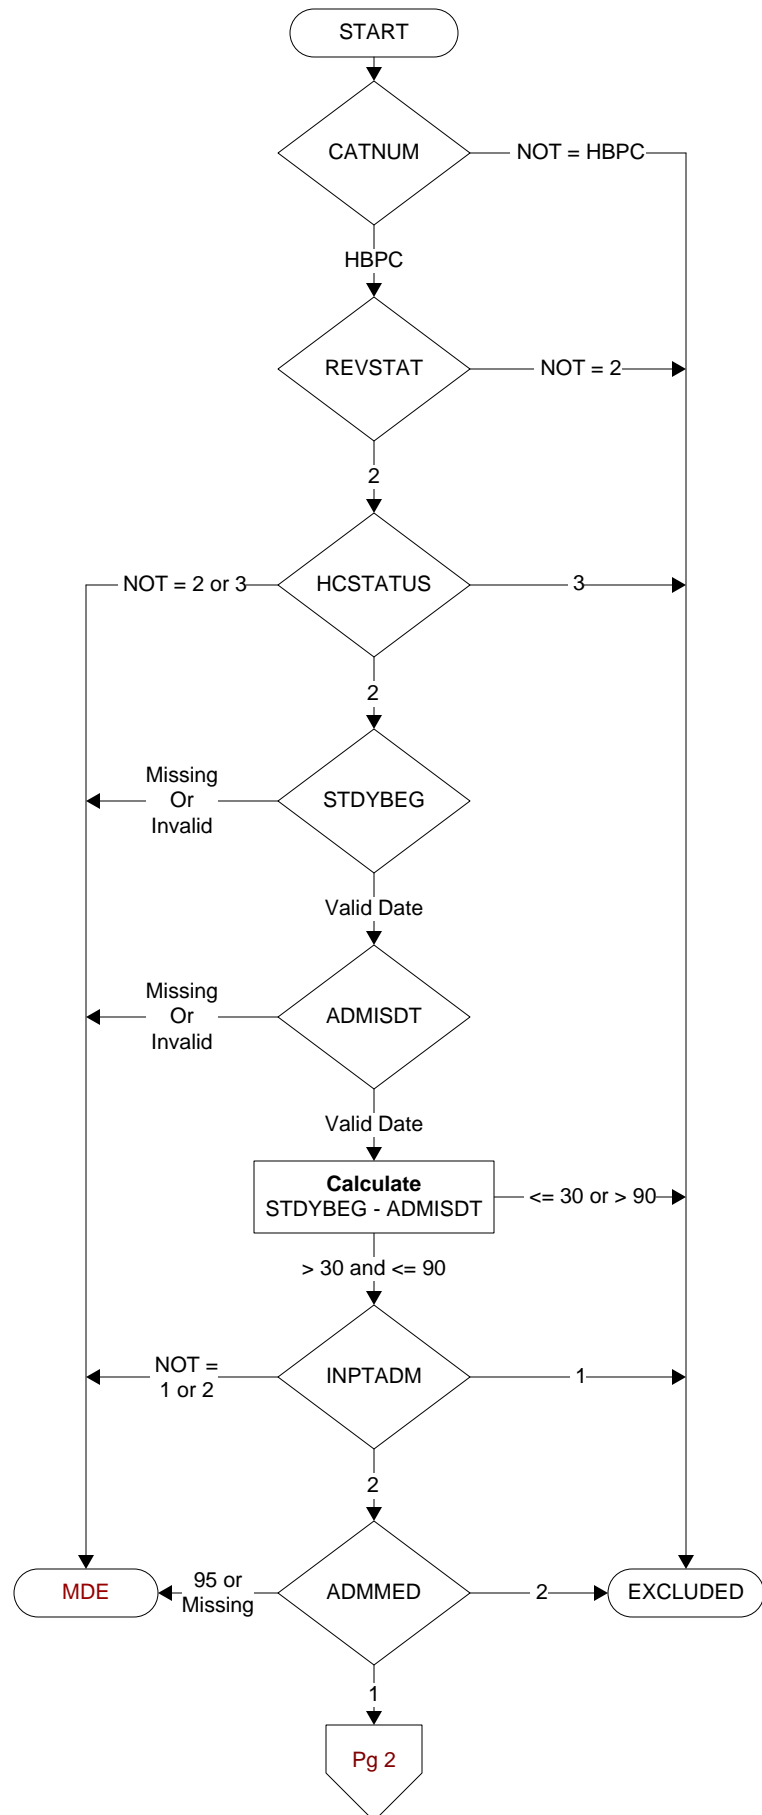 START
CATNUM
NOT = HBPC
HBPC
REVSTAT
NOT = 2
2
NOT = 2 or 3
HCSTATUS
3
2
Missing
Or
Invalid
STDYBEG
Valid Date
Missing
Or
Invalid
ADMISDT
Valid Date
Calculate
STDYBEG - ADMISDT
<= 30 or > 90
> 30 and <= 90
NOT =
1 or 2
INPTADM
1
2
MDE
95 or
Missing
ADMMED
2
EXCLUDED
1
Pg 2